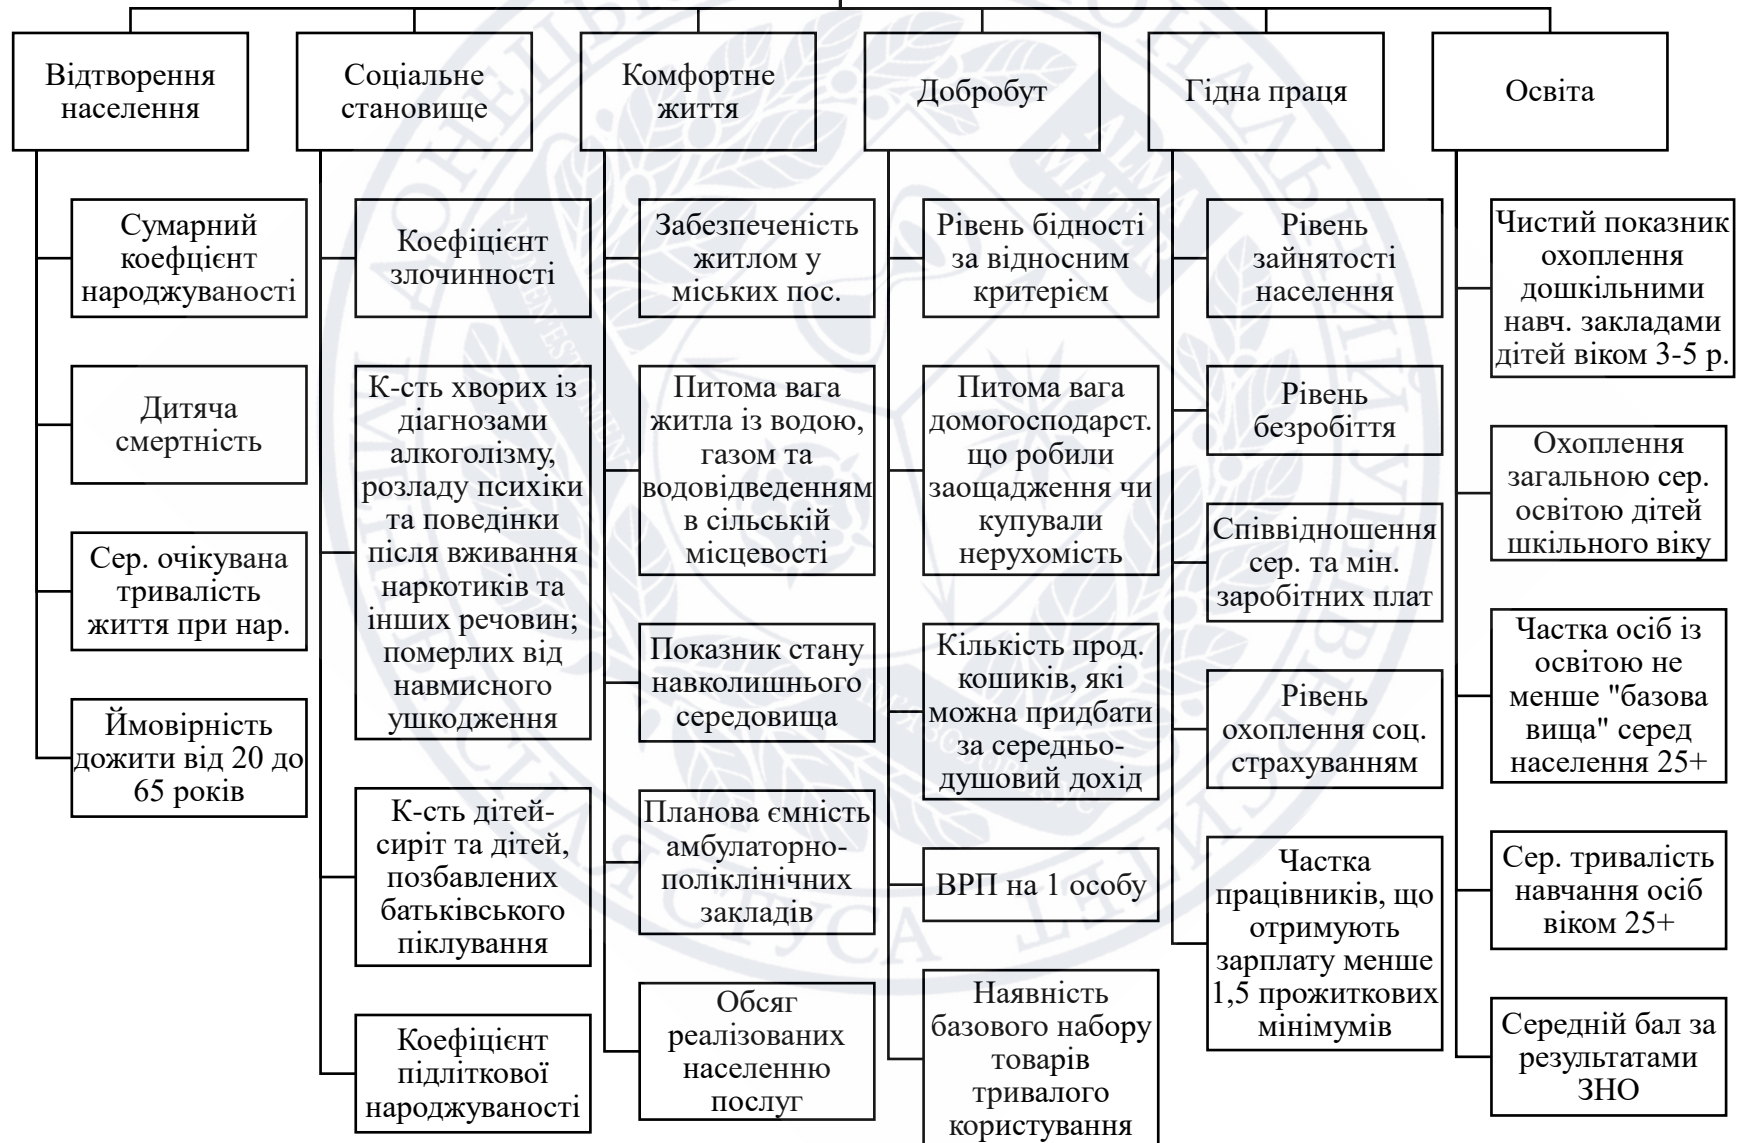 Відтворення
населення
Сумарний
коефцієнт
народжуваності
Дитяча
смертність
Сер. очікувана
тривалість
життя при нар.
Ймовірність
дожити від 20 до
65 років
Соціальне
становище
Коефіцієнт
злочинності
К-сть хворих із
діагнозами
алкоголізму,
розладу психіки
та поведінки
після вживання
наркотиків та
інших речовин;
померлих від
навмисного
ушкодження
К-сть дітей-
сиріт та дітей,
позбавлених
батьківського
піклування
Коефіцієнт
підліткової
народжуваності
Комфортне
життя
Забезпеченість
житлом у
міських пос.
Питома вага
житла із водою,
газом та
водовідведенням
в сільській
місцевості
Показник стану
навколишнього
середовища
Планова ємність
амбулаторно-
поліклінічних
закладів
Обсяг
реалізованих
населенню
послуг
Добробут
Рівень бідності
за відносним
критерієм
Питома вага
домогосподарст.
що робили
заощадження чи
купували
нерухомість
Кількість прод.
кошиків, які
можна придбати
за середньо-
душовий дохід
ВРП на 1 особу
Наявність
базового набору
товарів
тривалого
користування
Гідна праця
Рівень
зайнятості
населення
Рівень
безробіття
Співвідношення
сер. та мін.
заробітних плат
Рівень
охоплення соц.
страхуванням
Частка
працівників, що
отримують
зарплату менше
1,5 прожиткових
мінімумів
Освіта
Чистий показник
охоплення
дошкільними
навч. закладами
дітей віком 3-5 р.
Охоплення
загальною сер.
освітою дітей
шкільного віку
Частка осіб із
освітою не
менше "базова
вища" серед
населення 25+
Сер. тривалість
навчання осіб
віком 25+
Середній бал за
результатами
ЗНО
ALMA
MATER